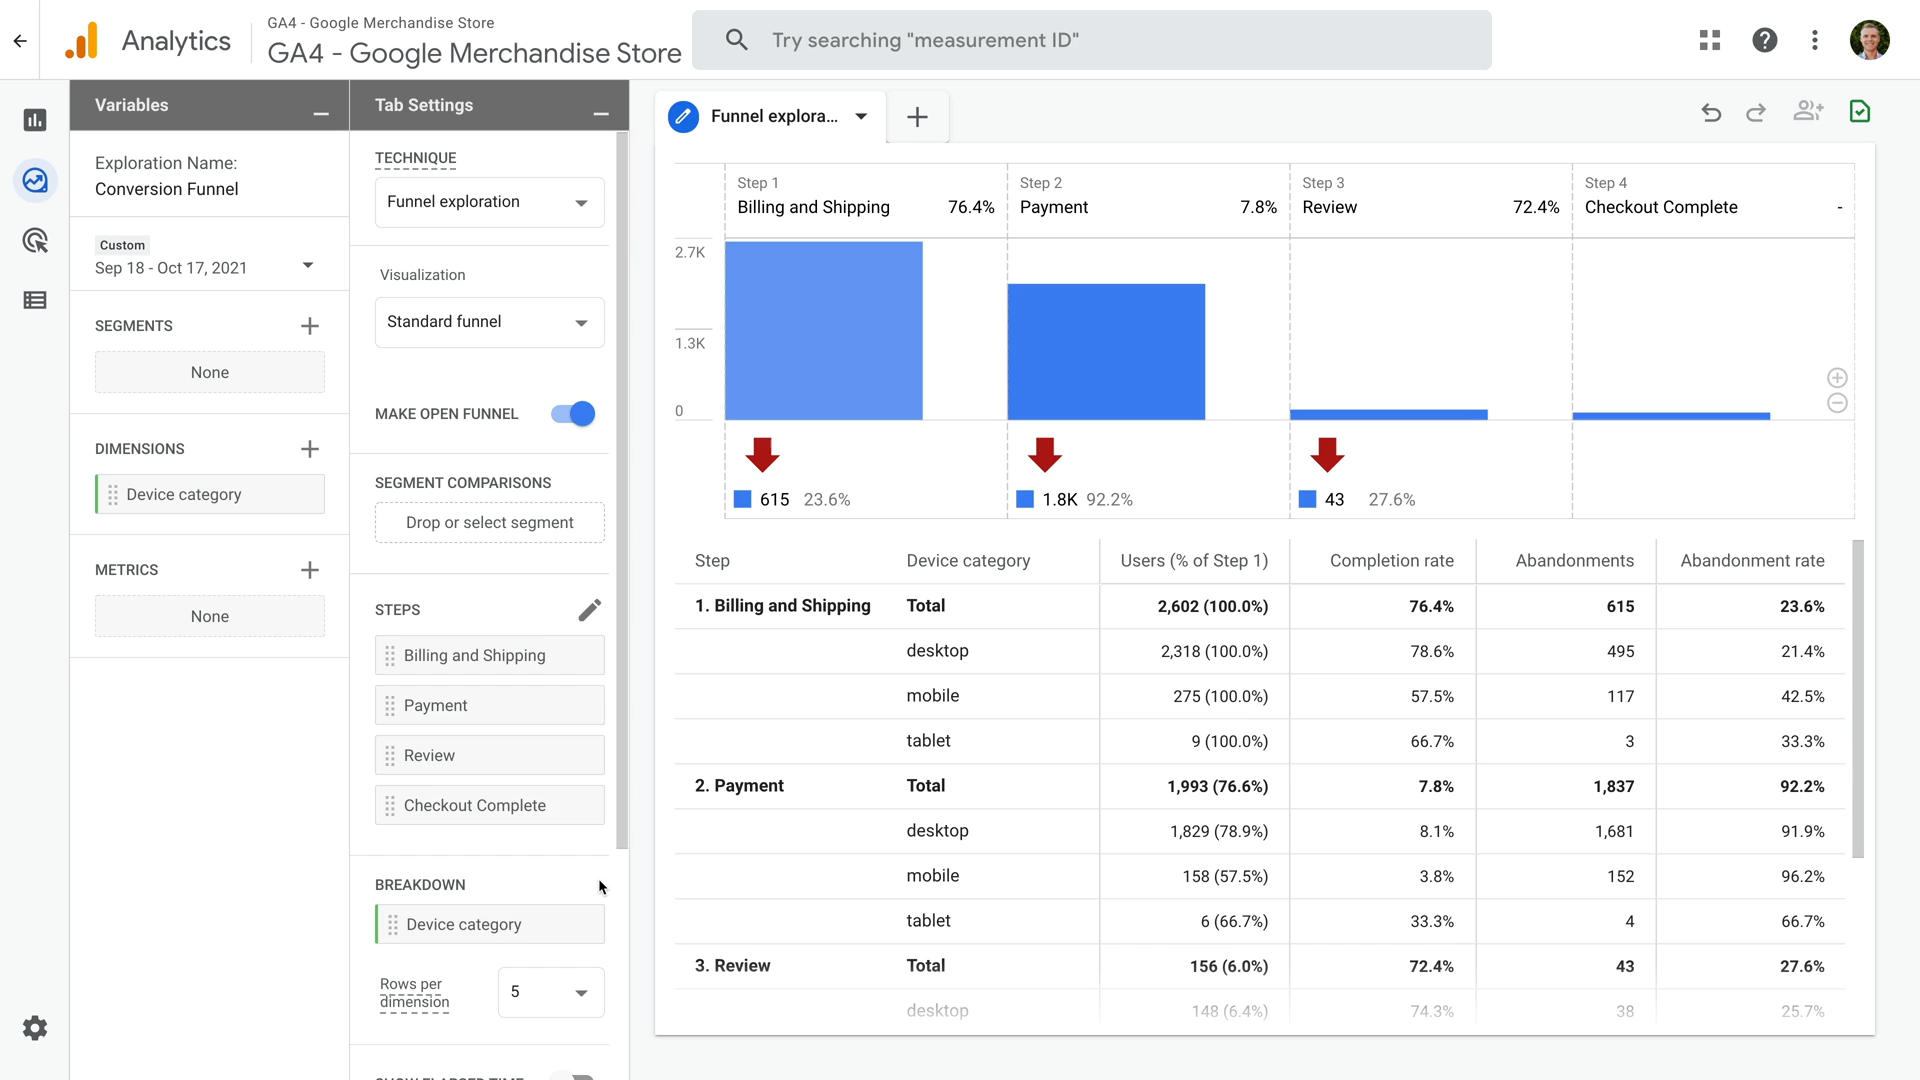 GA4 - Google Merchandise Store
Analytics
GA4 - Google Merchandise Store
Try searching "measurement ID"
Variables
Exploration Name:
Conversion Funnel
Custom
Sep 18 - Oct 17, 2021
SEGMENTS
None
DIMENSIONS
Device category
METRICS
None
Tab Settings
TECHNIQUE
Funnel exploration
Visualization
Standard funnel
MAKE OPEN FUNNEL
SEGMENT COMPARISONS
Drop or select segment
STEPS
Billing and Shipping
Payment
Review
Checkout Complete
BREAKDOWN
Device category
Rows per
dimension
5
SHOW ELAPSED TIME
Funnel explora...
Step 1
Billing and Shipping 76.4%
Step 2
Payment 7.8%
Step 3
Review 72.4%
Step 4
Checkout Complete -
2.7K
1.3K
0
615 23.6%
1.8K 92.2%
43 27.6%
Step Device category Users (% of Step 1) Completion rate Abandonments Abandonment rate
1. Billing and Shipping Total 2,602 (100.0%) 76.4% 615 23.6%
desktop 2,318 (100.0%) 78.6% 495 21.4%
mobile 275 (100.0%) 57.5% 117 42.5%
tablet 9 (100.0%) 66.7% 3 33.3%
2. Payment Total 1,993 (76.6%) 7.8% 1,837 92.2%
desktop 1,829 (78.9%) 8.1% 1,681 91.9%
mobile 158 (57.5%) 3.8% 152 96.2%
tablet 6 (66.7%) 33.3% 4 66.7%
3. Review Total 156 (6.0%) 72.4% 43 27.6%
desktop 148 (6.4%) 74.3% 38 25.7%